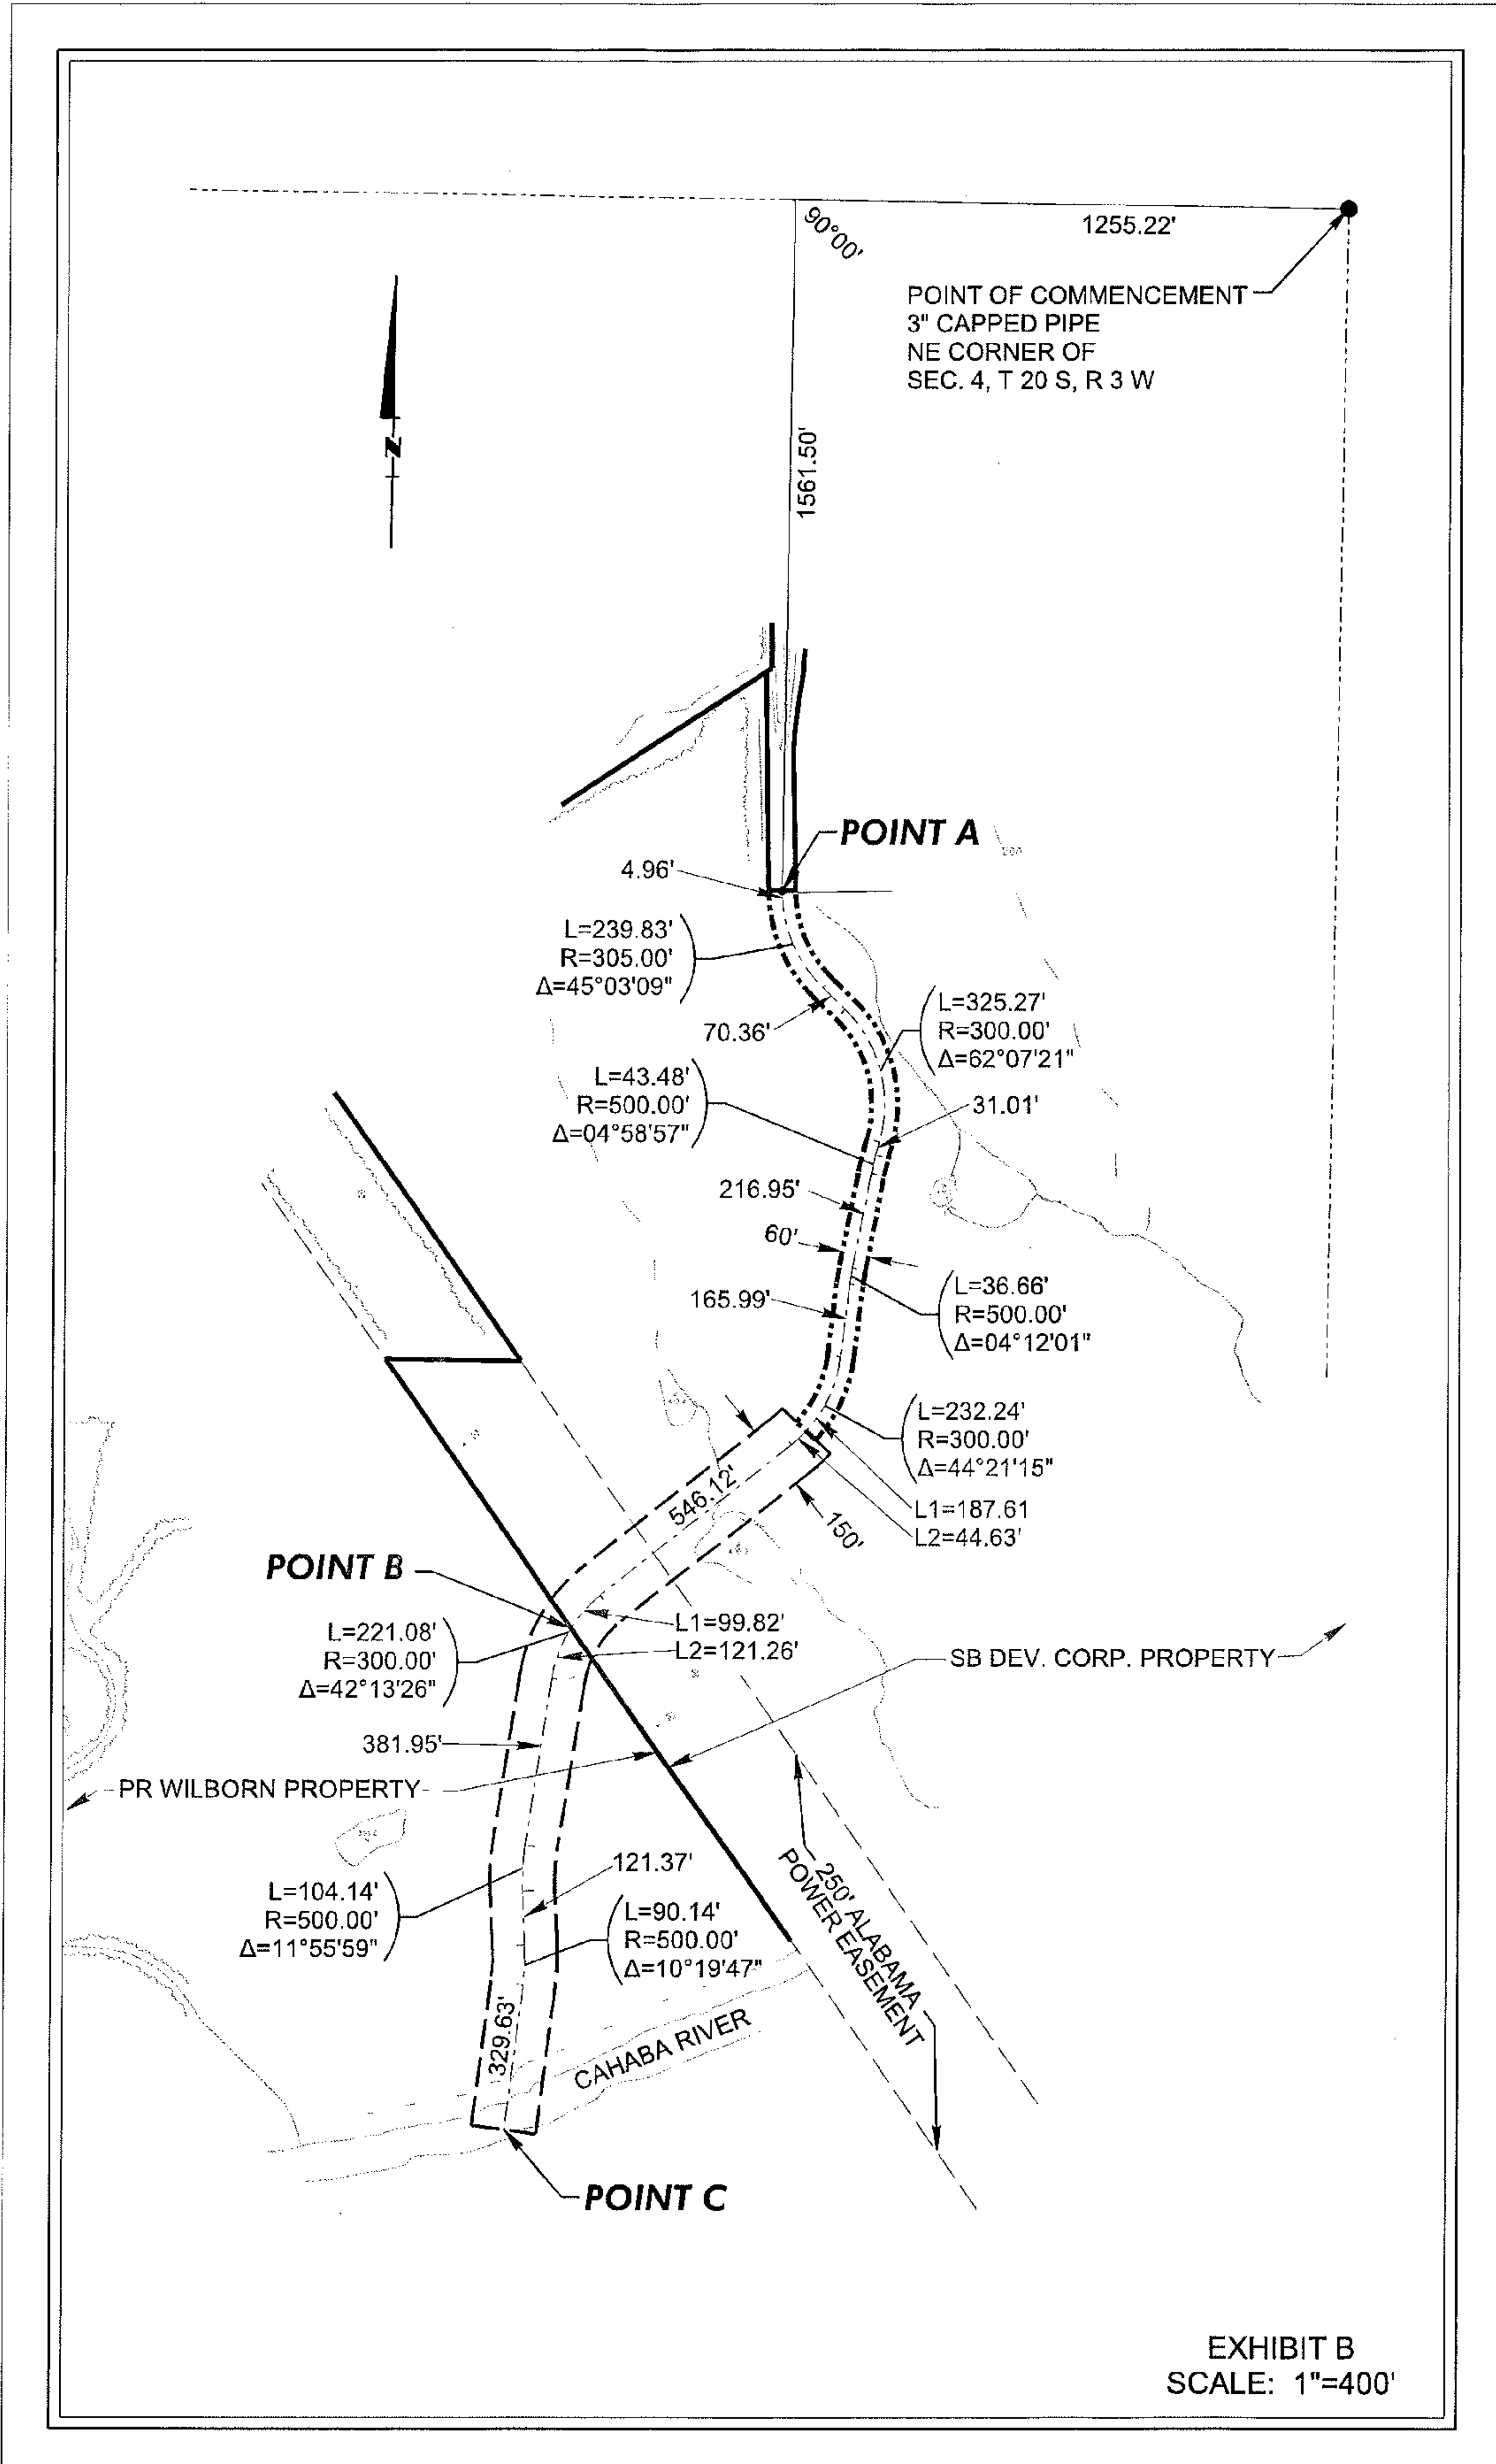 90°00'
1255.22'
POINT OF COMMENCEMENT
3" CAPPED PIPE
NE CORNER OF
SEC. 4, T 20 S, R 3 W
N
1561.50'
POINT A
4.96'
L=239.83'
R=305.00'
Δ=45°03'09"
70.36'
L=325.27'
R=300.00'
Δ=62°07'21"
L=43.48'
R=500.00'
Δ=04°58'57"
31.01'
216.95'
60'
165.99'
L=36.66'
R=500.00'
Δ=04°12'01"
L=232.24'
R=300.00'
Δ=44°21'15"
L1=187.61
L2=44.63'
546.12'
150'
POINT B
L1=99.82'
L2=121.26'
L=221.08'
R=300.00'
Δ=42°13'26"
SB DEV. CORP. PROPERTY
381.95'
PR WILBORN PROPERTY
250' ALABAMA
POWER EASEMENT
121.37'
L=104.14'
R=500.00'
Δ=11°55'59"
L=90.14'
R=500.00'
Δ=10°19'47"
329.63'
CAHABA RIVER
POINT C
EXHIBIT B
SCALE: 1"=400'